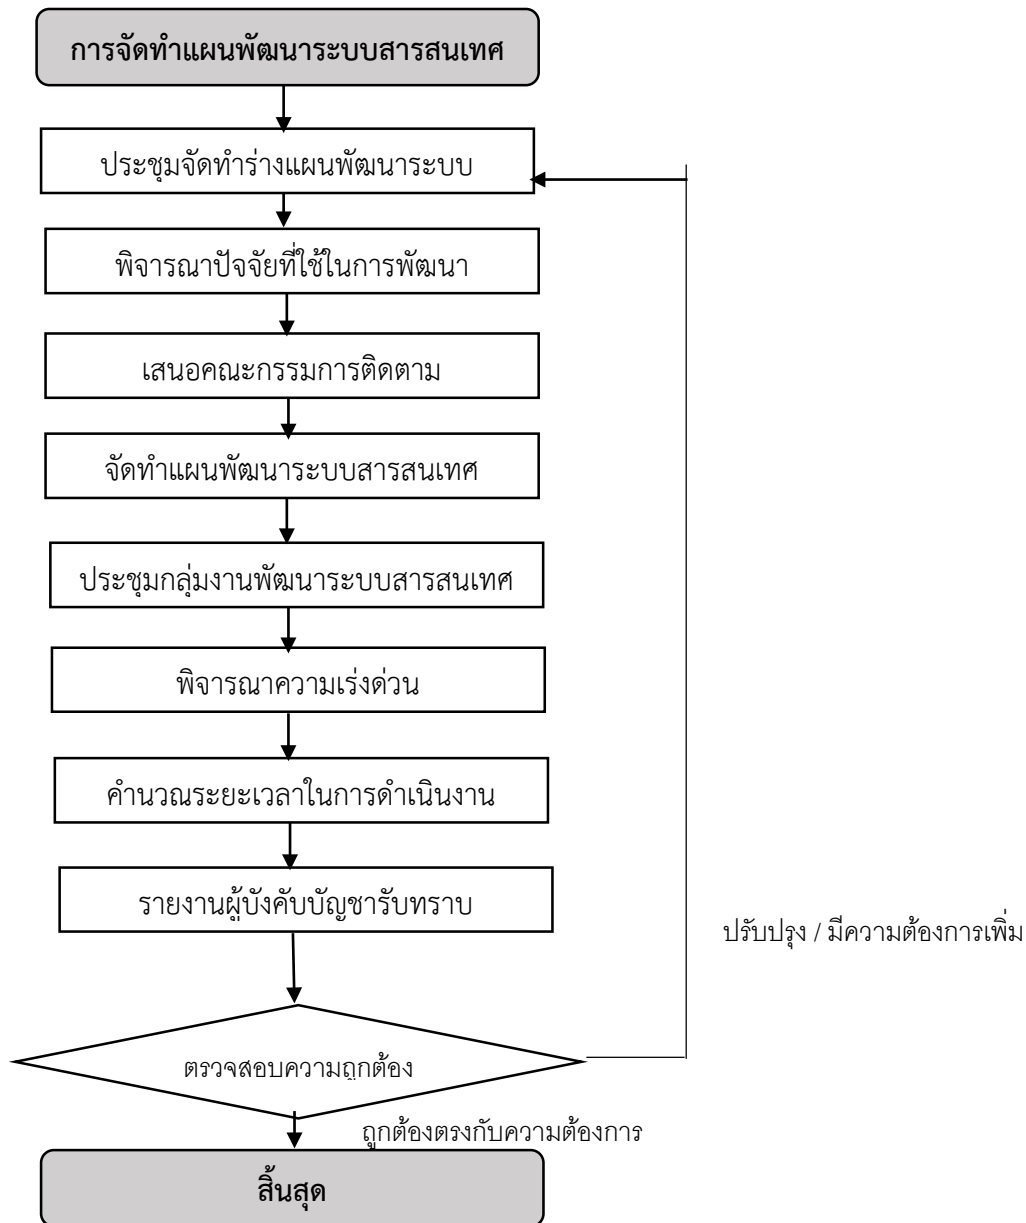 การจัดทำแผนพัฒนาระบบสารสนเทศ
ประชุมจัดทำร่างแผนพัฒนาระบบ
พิจารณาปัจจัยที่ใช้ในการพัฒนา
เสนอคณะกรรมการติดตาม
จัดทำแผนพัฒนาระบบสารสนเทศ
ประชุมกลุ่มงานพัฒนาระบบสารสนเทศ
พิจารณาความเร่งด่วน
คำนวณระยะเวลาในการดำเนินงาน
รายงานผู้บังคับบัญชารับทราบ
ปรับปรุง / มีความต้องการเพิ่ม
ตรวจสอบความถูกต้อง
ถูกต้องตรงกับความต้องการ
สิ้นสุด